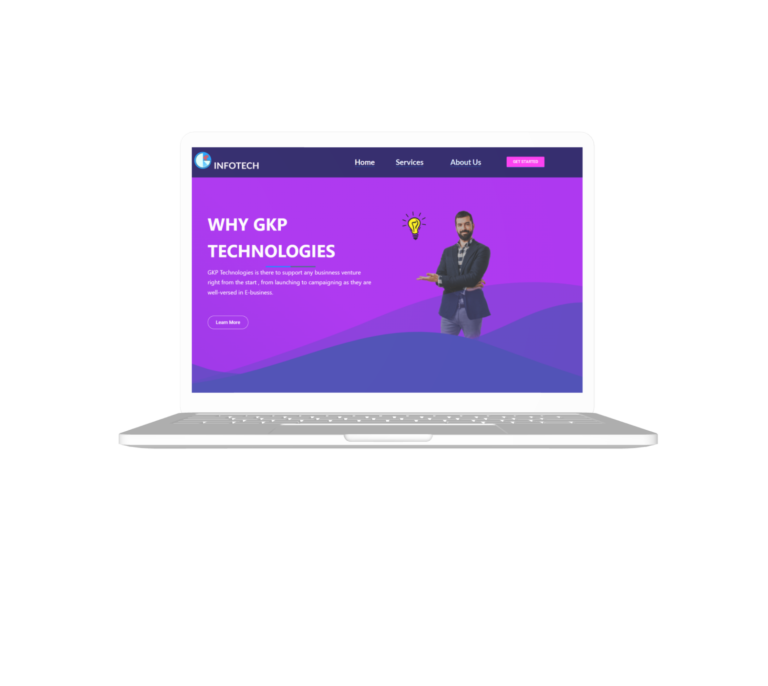 INFOTECH
Home Services About Us GET STARTED
WHY GKP
TECHNOLOGIES
GKP Technologies is there to support any businness venture
right from the start , from launching to campaigning as they are
well-versed in E-business.
Learn More